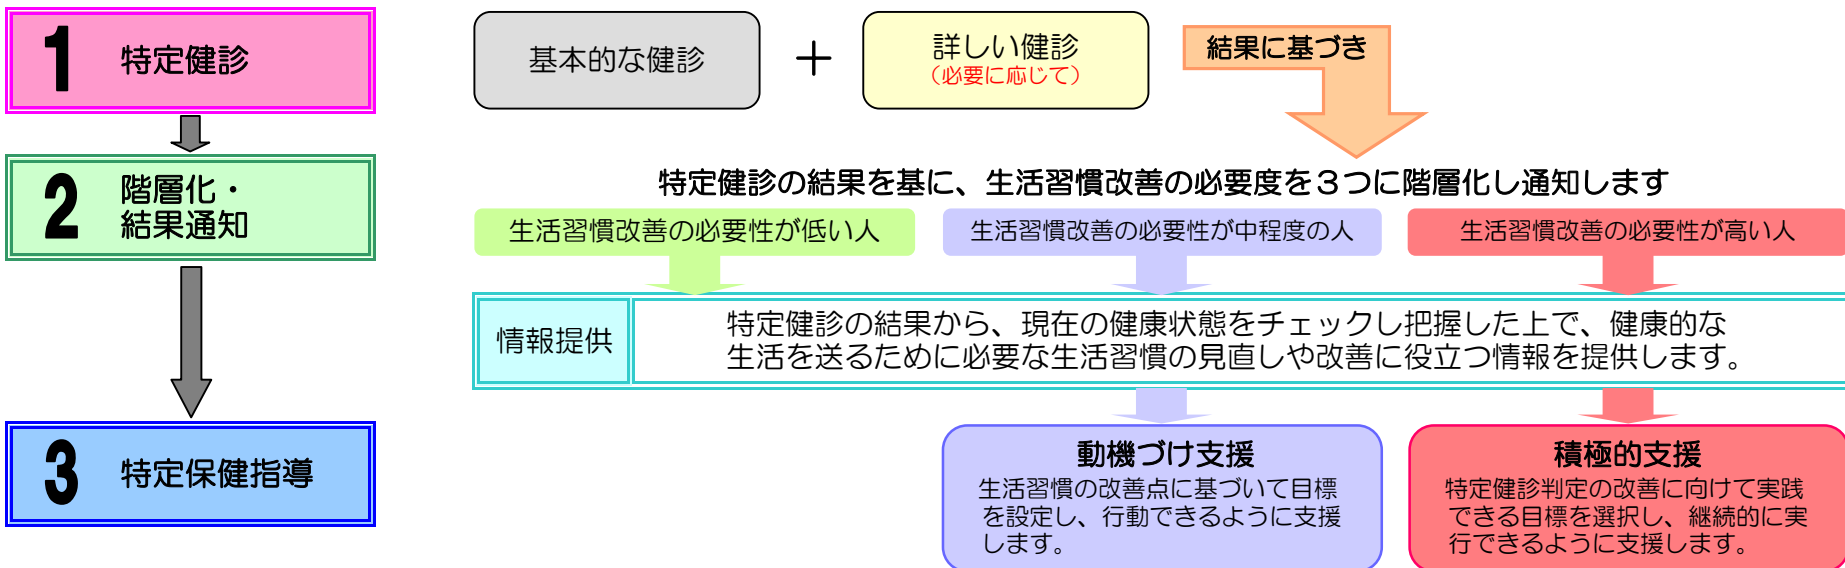 1 特定健診
基本的な健診
+
詳しい健診
(必要に応じて)
結果に基づき
2 階層化・
結果通知
特定健診の結果を基に、生活習慣改善の必要度を3つに階層化し通知します
生活習慣改善の必要性が低い人
生活習慣改善の必要性が中程度の人
生活習慣改善の必要性が高い人
情報提供
特定健診の結果から、現在の健康状態をチェックし把握した上で、健康的な
生活を送るために必要な生活習慣の見直しや改善に役立つ情報を提供します。
3 特定保健指導
動機づけ支援
生活習慣の改善点に基づいて目標
を設定し、行動できるように支援
します。
積極的支援
特定健診判定の改善に向けて実践
できる目標を選択し、継続的に実
行できるように支援します。